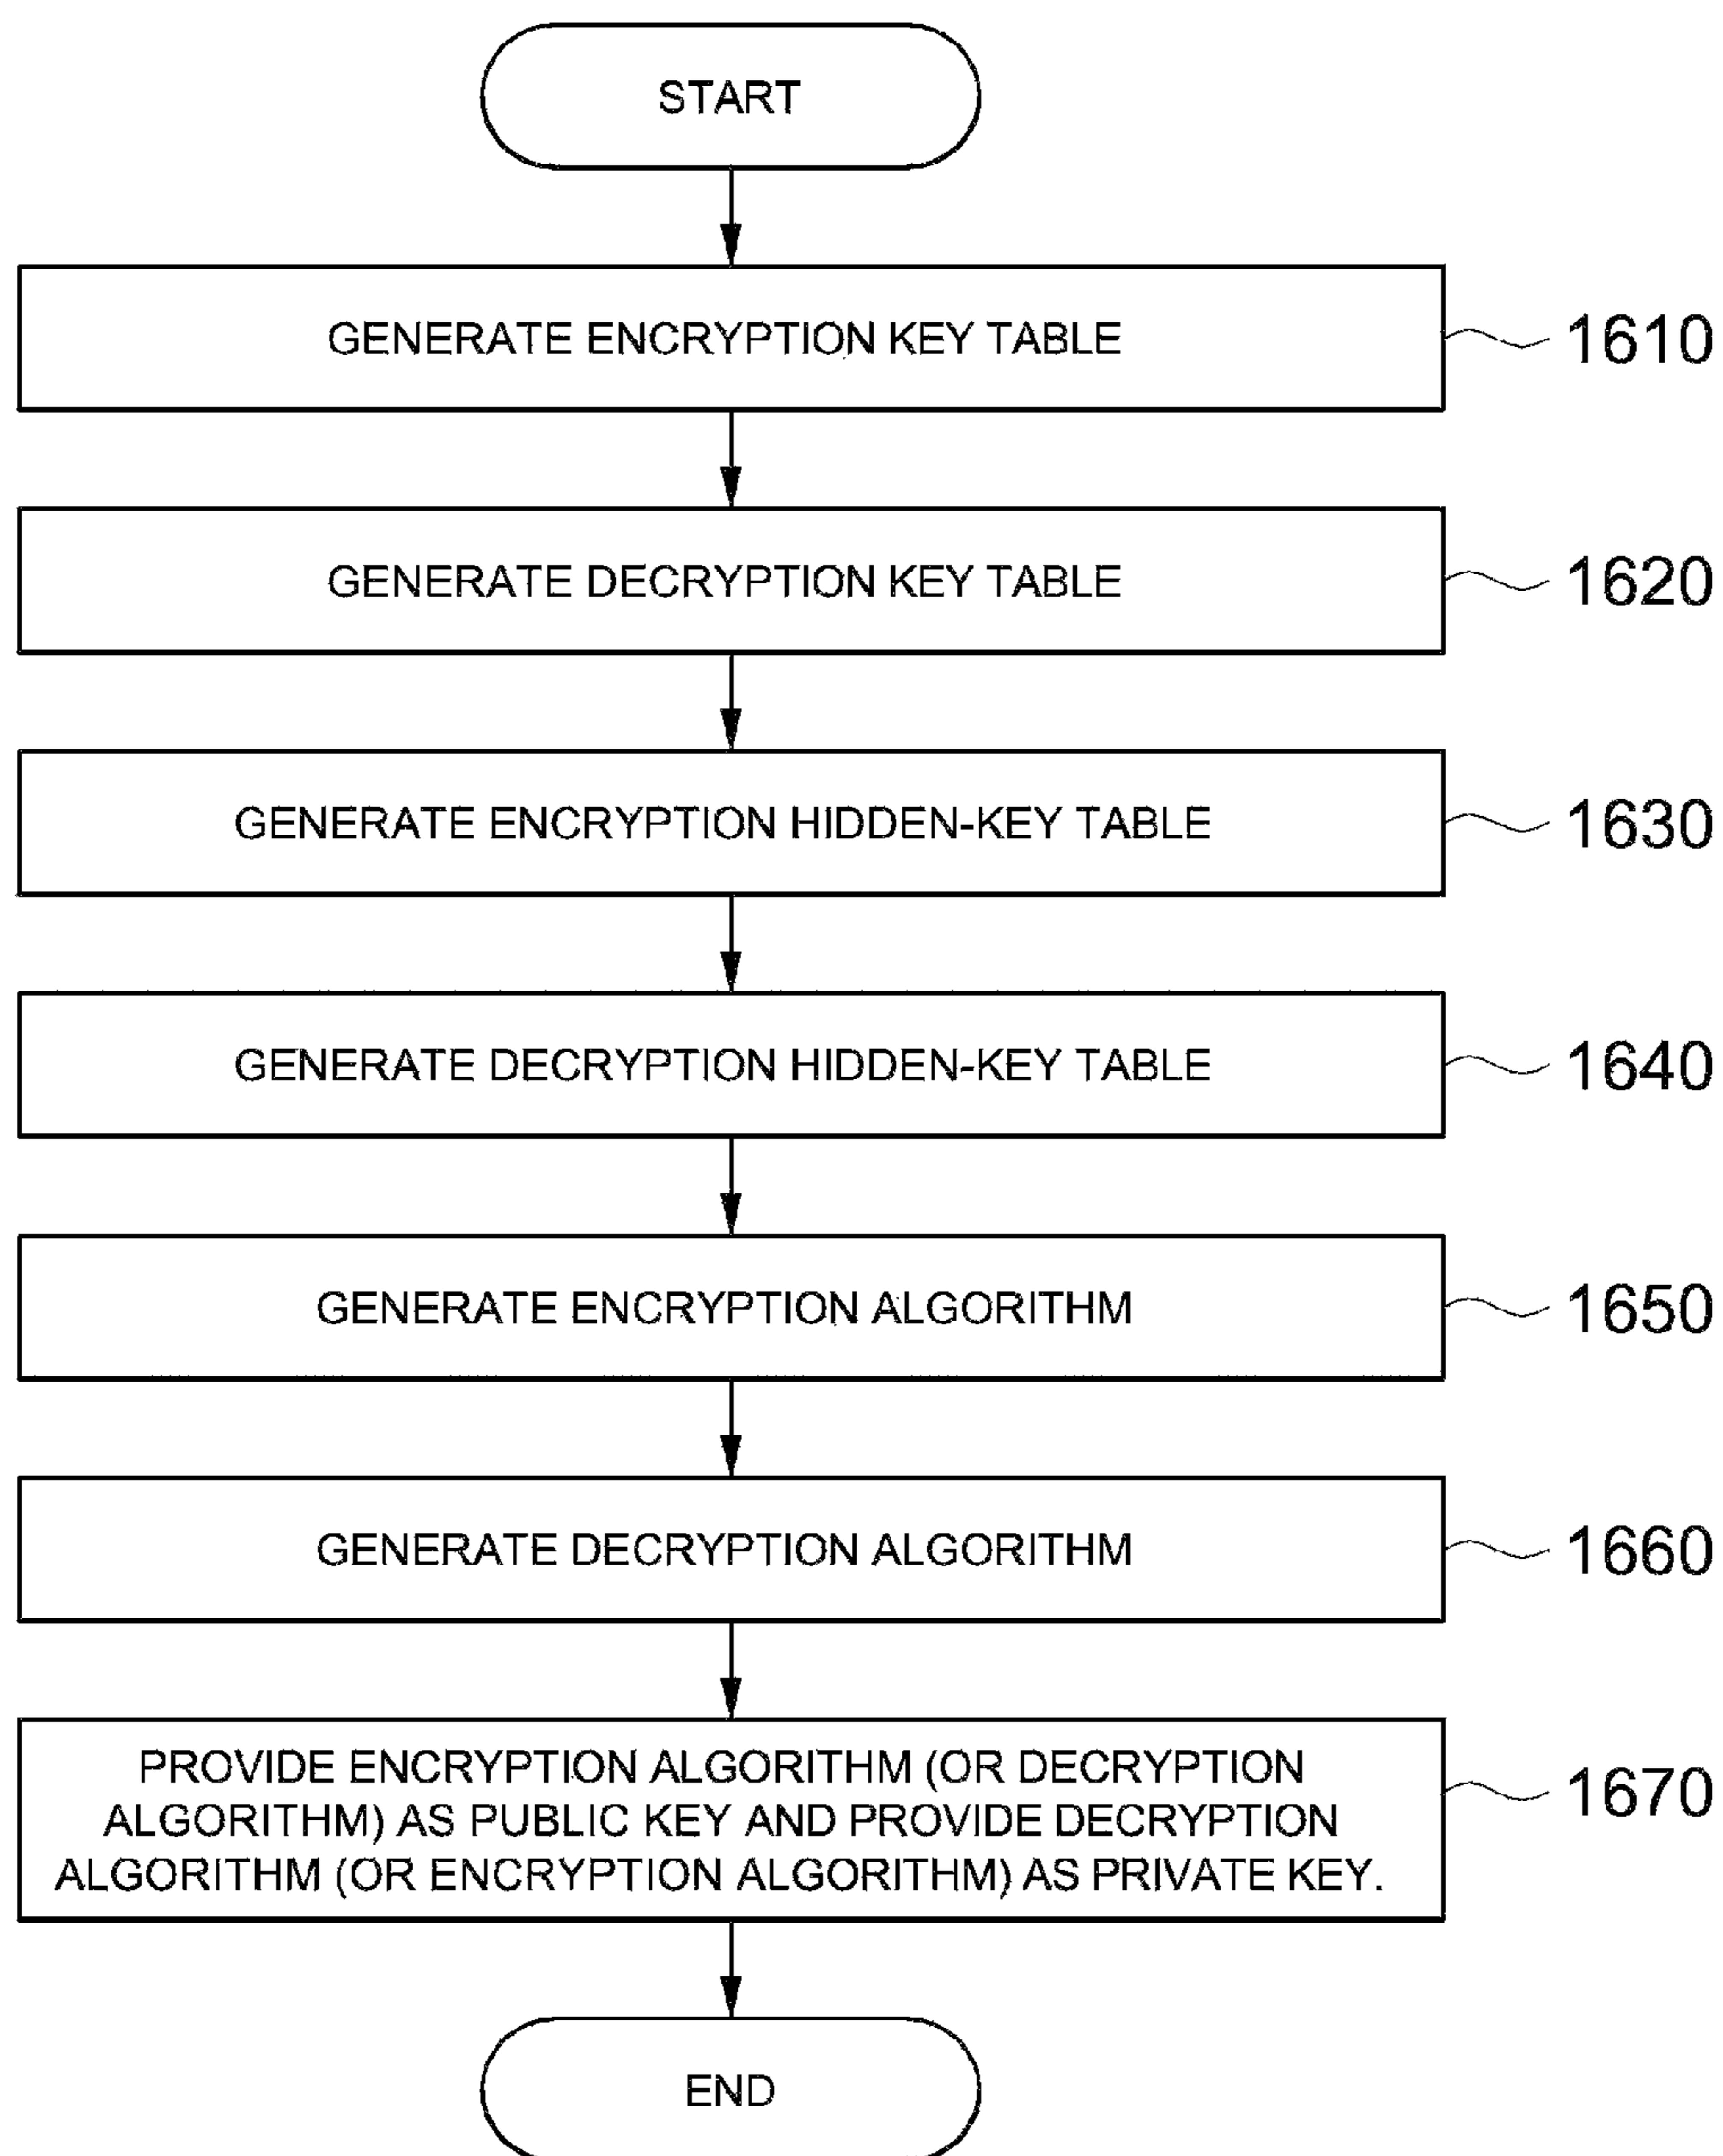 START
GENERATE ENCRYPTION KEY TABLE
1610
GENERATE DECRYPTION KEY TABLE
1620
GENERATE ENCRYPTION HIDDEN-KEY TABLE
1630
GENERATE DECRYPTION HIDDEN-KEY TABLE
1640
GENERATE ENCRYPTION ALGORITHM
1650
GENERATE DECRYPTION ALGORITHM
1660
PROVIDE ENCRYPTION ALGORITHM (OR DECRYPTION
ALGORITHM) AS PUBLIC KEY AND PROVIDE DECRYPTION
ALGORITHM (OR ENCRYPTION ALGORITHM) AS PRIVATE KEY.
1670
END